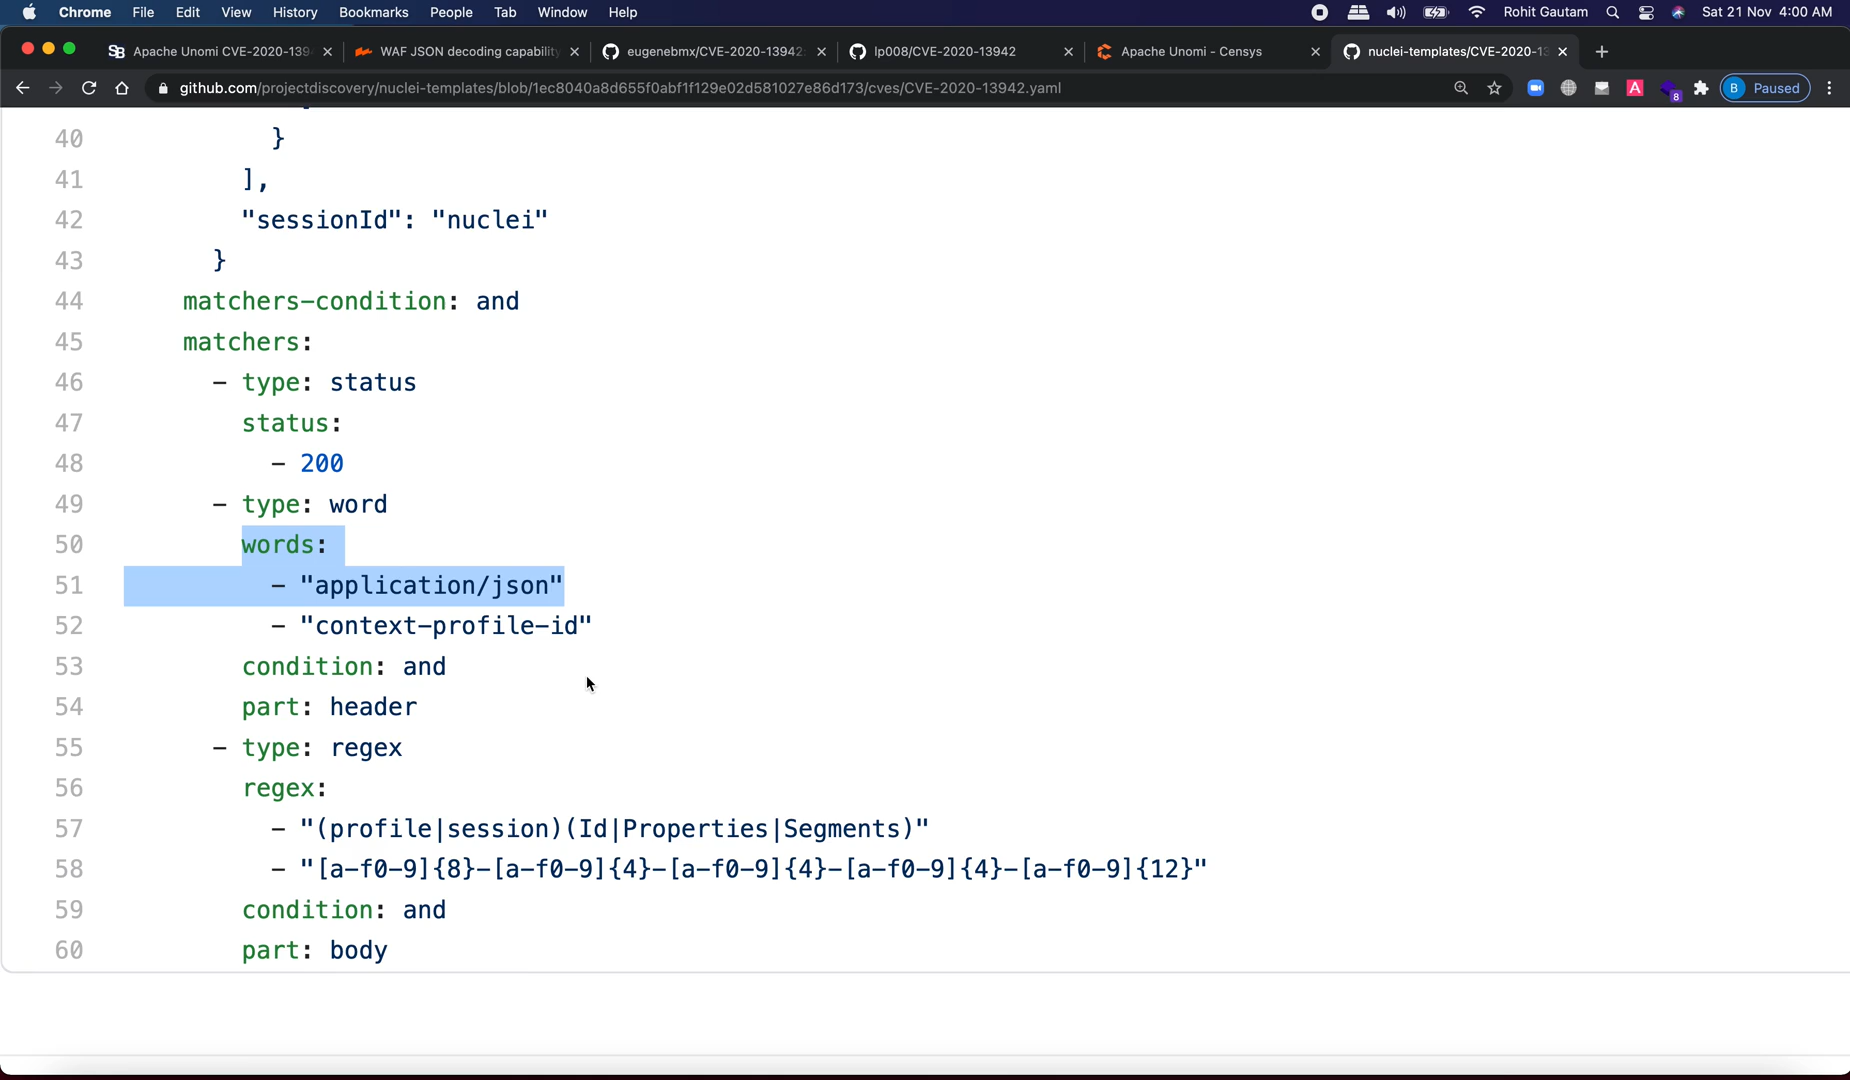 Chrome File Edit View History Bookmarks People Tab Window Help Rohit Gautam Sat 21 Nov 4:00 AM
Apache Unomi CVE-2020-139 WAF JSON decoding capability eugenebmx/CVE-2020-13942: lp008/CVE-2020-13942 Apache Unomi - Censys nuclei-templates/CVE-2020-13
github.com/projectdiscovery/nuclei-templates/blob/1ec8040a8d655f0abf1f129e02d581027e86d173/cves/CVE-2020-13942.yaml A 8 B Paused
40 }
41 ],
42 "sessionId": "nuclei"
43 }
44 matchers-condition: and
45 matchers:
46 - type: status
47 status:
48 - 200
49 - type: word
50 words:
51 - "application/json"
52 - "context-profile-id"
53 condition: and
54 part: header
55 - type: regex
56 regex:
57 - "(profile|session)(Id|Properties|Segments)"
58 - "[a-f0-9]{8}-[a-f0-9]{4}-[a-f0-9]{4}-[a-f0-9]{4}-[a-f0-9]{12}"
59 condition: and
60 part: body